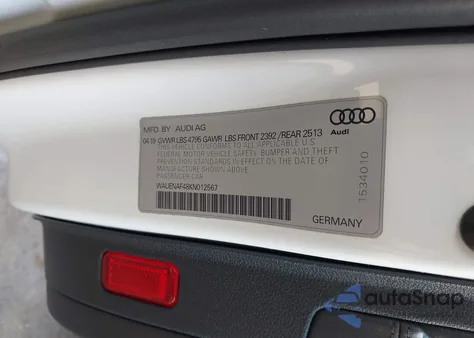 MFD. BY AUDI AG
04 19 GVWR LBS 4795 GAWR LBS FRONT 2392 / REAR 2513
THIS VEHICLE CONFORMS TO ALL APPLICABLE
FEDERAL MOTOR VEHICLE SAFETY, BUMPER AND THEFT
PREVENTION STANDARDS IN EFFECT ON THE DATE
OF MANUFACTURE SHOWN ABOVE
PASSENGER CAR
WAUENAF48KN012567
Audi
1534010
GERMANY
autoSnap